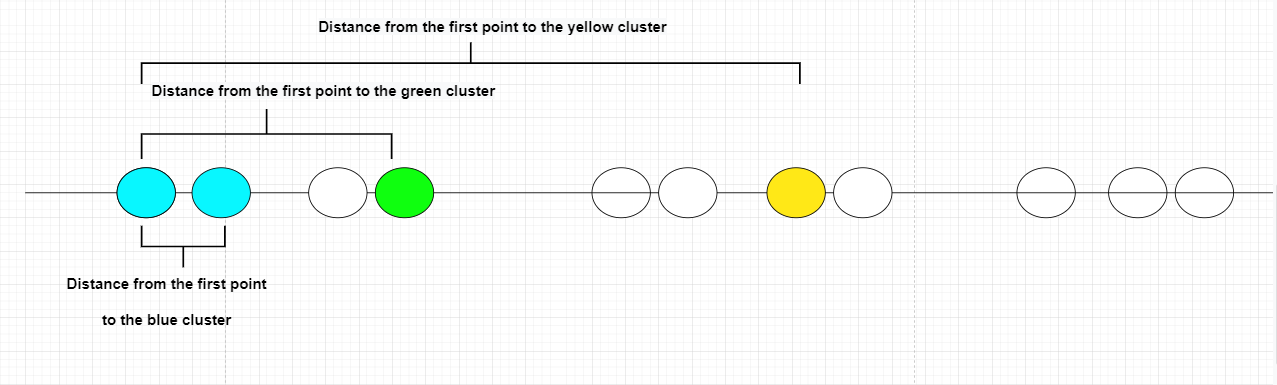 Distance from the first point to the yellow cluster
Distance from the first point to the green cluster
Distance from the first point
to the blue cluster